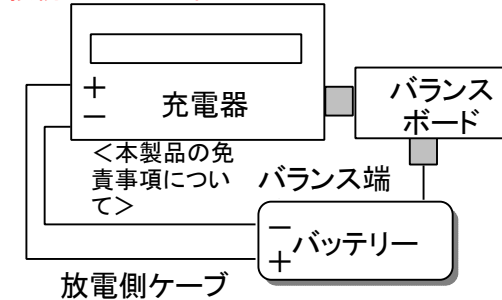 +
−
充電器
バランス
ボード
<本製品の免
責事項につい
て>
バランス端
−
+
バッテリー
放電側ケーブ